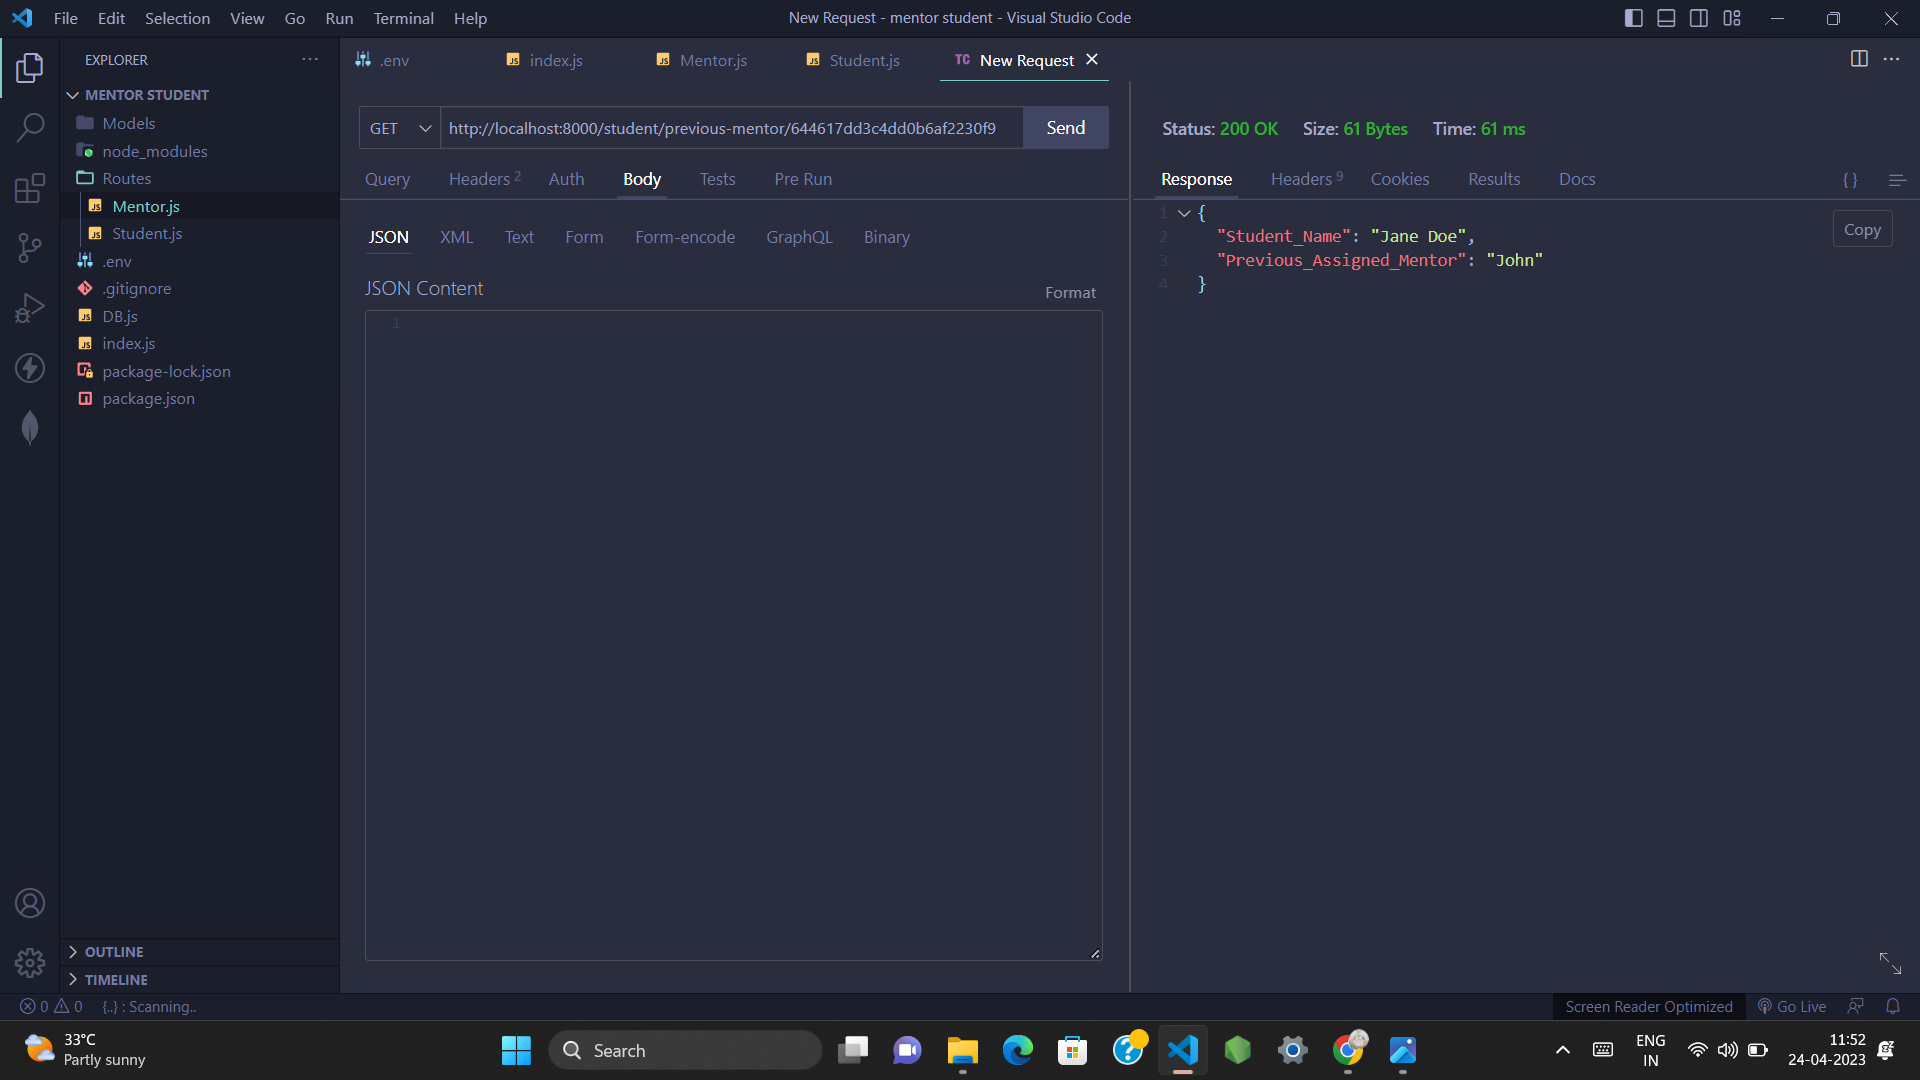 File Edit Selection View Go Run Terminal Help
New Request - mentor student - Visual Studio Code
EXPLORER
MENTOR STUDENT
Models
node_modules
Routes
Mentor.js
Student.js
.env
.gitignore
DB.js
index.js
package-lock.json
package.json
OUTLINE
TIMELINE
.env index.js Mentor.js Student.js TC New Request
GET http://localhost:8000/student/previous-mentor/644617dd3c4dd0b6af2230f9 Send
Query Headers 2 Auth Body Tests Pre Run
JSON XML Text Form Form-encode GraphQL Binary
JSON Content
Format
1
Status: 200 OK Size: 61 Bytes Time: 61 ms
Response Headers 9 Cookies Results Docs { }
Copy
1 {
2 "Student_Name": "Jane Doe",
3 "Previous_Assigned_Mentor": "John"
4 }
0 0 {..} : Scanning..
Screen Reader Optimized Go Live
33°C
Partly sunny
Search
ENG
IN
11:52
24-04-2023